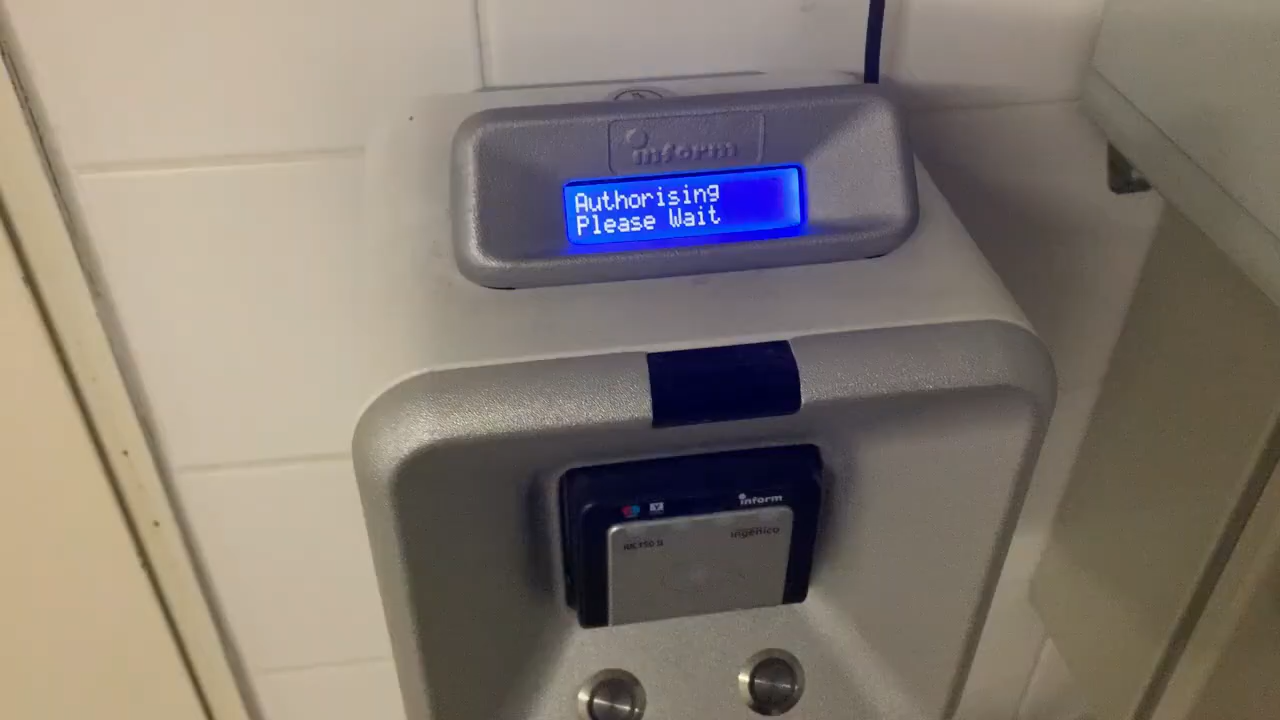 inform
Authorising
Please Wait
inform
ingenico